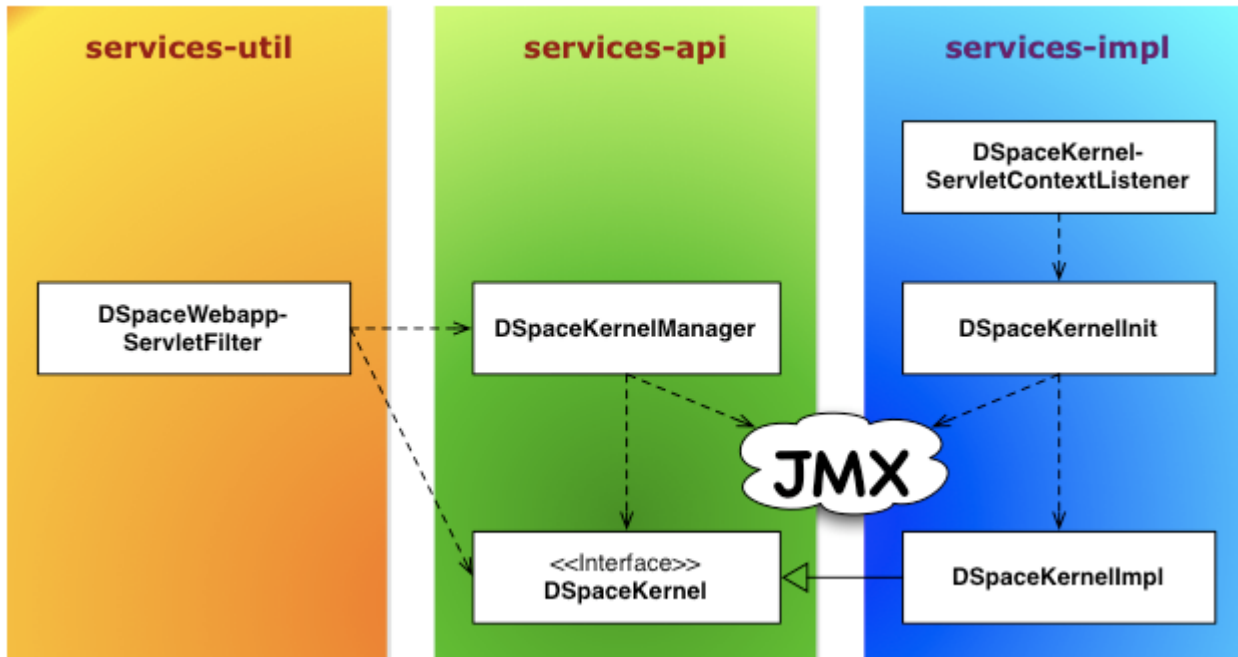 services-util
services-api
services-impl
DSpaceKernel-
ServletContextListener
DSpaceWebapp-
ServletFilter
DSpaceKernelManager
DSpaceKernelInit
JMX
<<Interface>>
DSpaceKernel
DSpaceKernelImpl